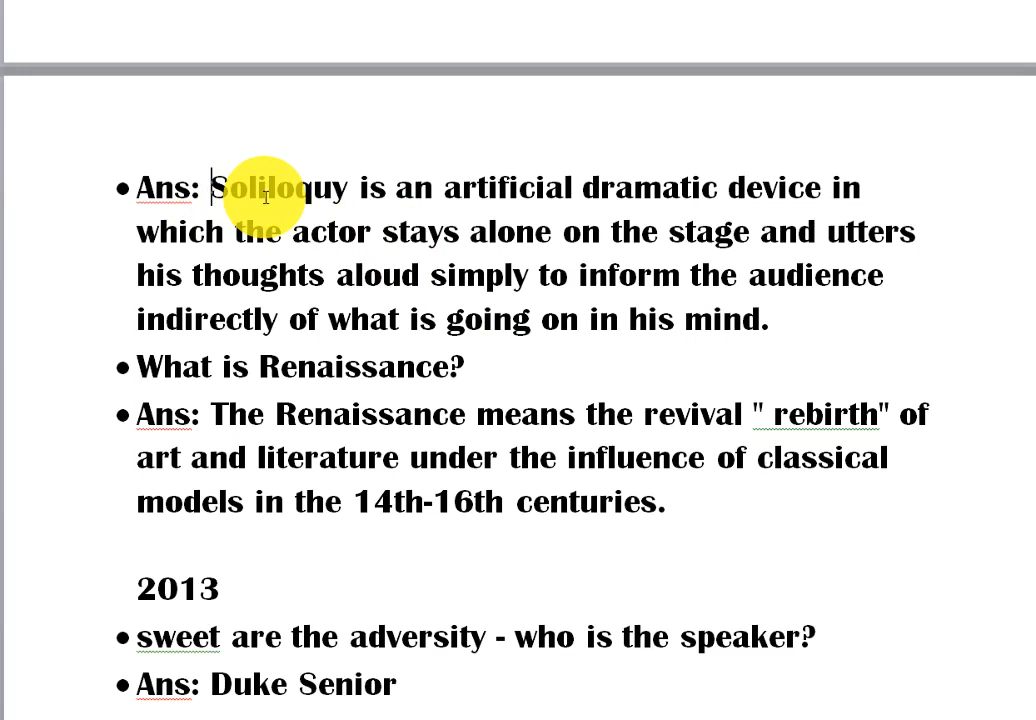 • Ans: Soliloquy is an artificial dramatic device in
which the actor stays alone on the stage and utters
his thoughts aloud simply to inform the audience
indirectly of what is going on in his mind.
• What is Renaissance?
• Ans: The Renaissance means the revival " rebirth" of
art and literature under the influence of classical
models in the 14th-16th centuries.
2013
• sweet are the adversity - who is the speaker?
• Ans: Duke Senior